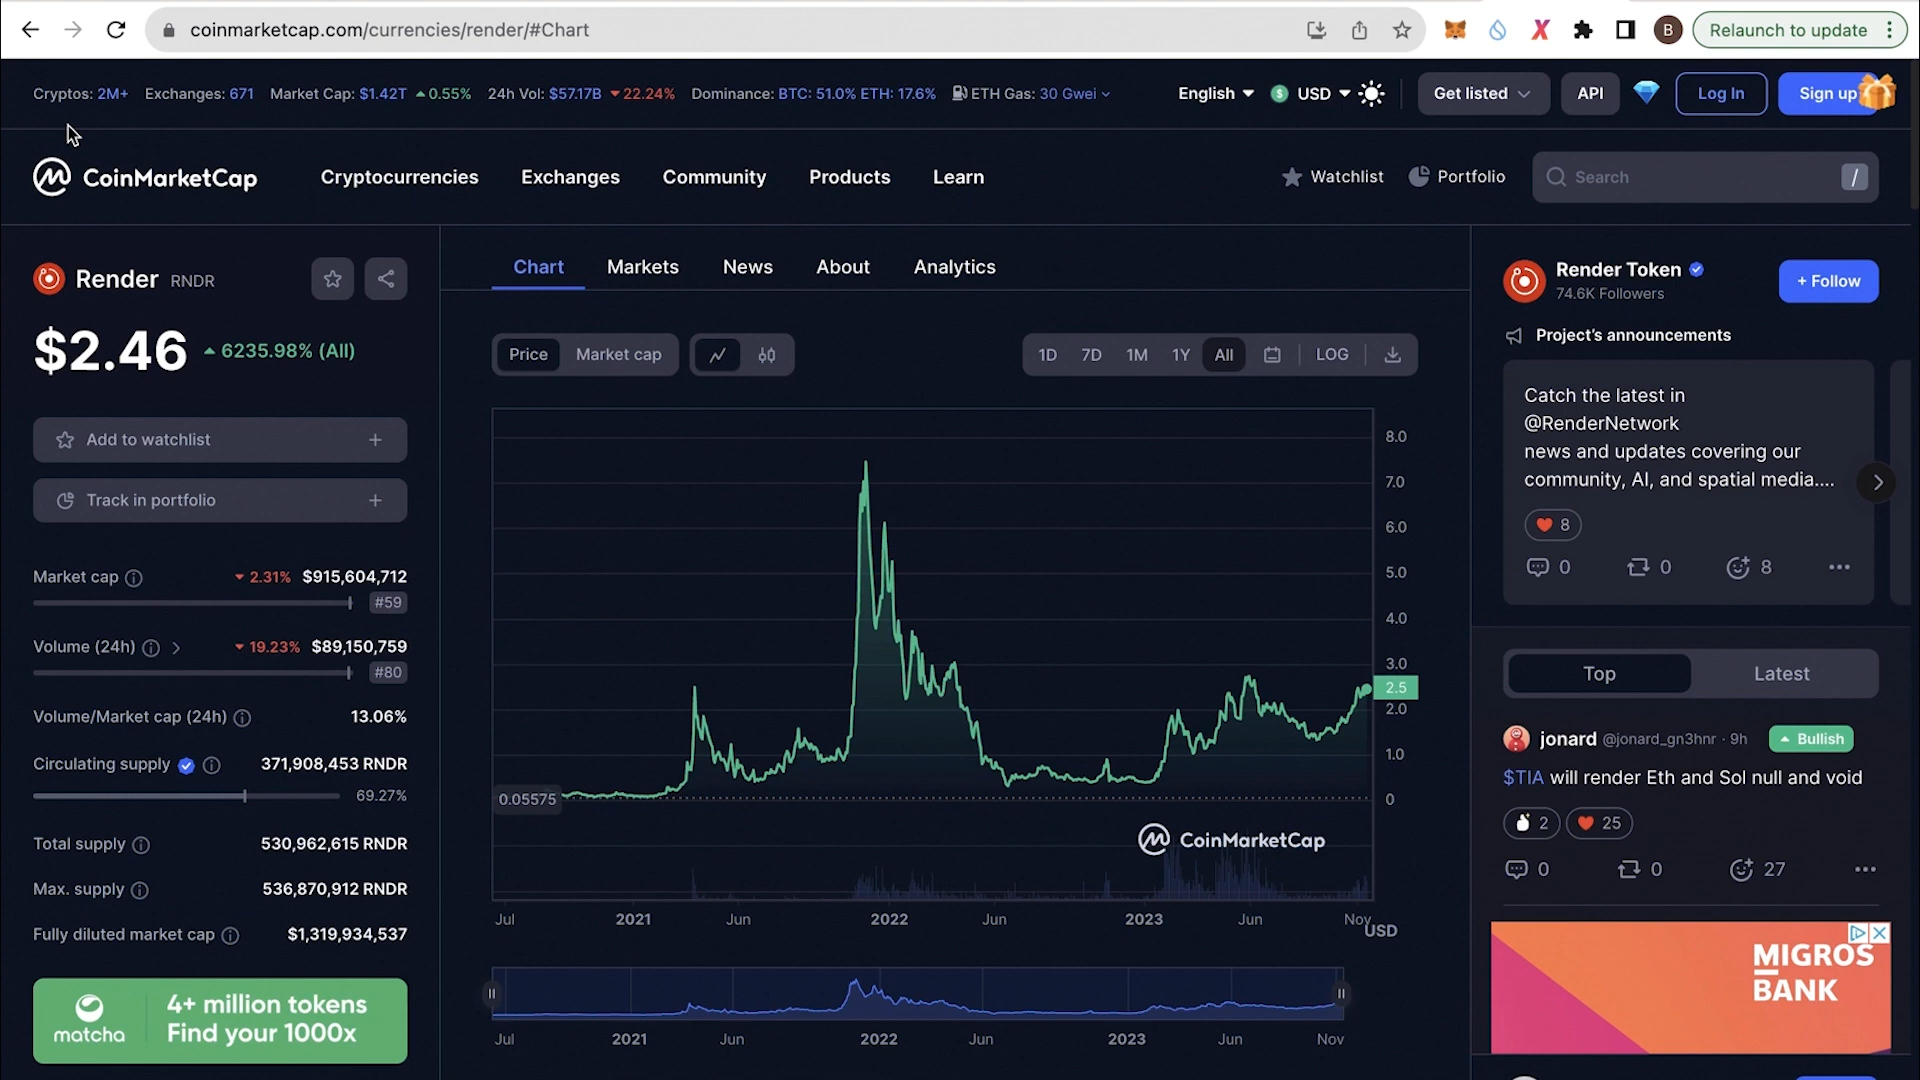 coinmarketcap.com/currencies/render/#Chart
B
Relaunch to update
Cryptos: 2M+ Exchanges: 671 Market Cap: $1.42T 0.55% 24h Vol: $57.17B 22.24% Dominance: BTC: 51.0% ETH: 17.6% ETH Gas: 30 Gwei
English USD Get listed API Log In Sign up
CoinMarketCap
Cryptocurrencies Exchanges Community Products Learn
Watchlist Portfolio Search /
Render RNDR
$2.46 6235.98% (All)
Add to watchlist +
Track in portfolio +
Market cap 2.31% $915,604,712
#59
Volume (24h) 19.23% $89,150,759
#80
Volume/Market cap (24h) 13.06%
Circulating supply 371,908,453 RNDR
69.27%
Total supply 530,962,615 RNDR
Max. supply 536,870,912 RNDR
Fully diluted market cap $1,319,934,537
matcha
4+ million tokens
Find your 1000x
Chart Markets News About Analytics
Price Market cap
1D 7D 1M 1Y All LOG
8.0
7.0
6.0
5.0
4.0
3.0
2.5
2.0
1.0
0
0.05575
CoinMarketCap
Jul 2021 Jun 2022 Jun 2023 Jun Nov
USD
Jul 2021 Jun 2022 Jun 2023 Jun Nov
Render Token
74.6K Followers
+ Follow
Project's announcements
Catch the latest in
@RenderNetwork
news and updates covering our
community, AI, and spatial media....
8
0 0 8
Top Latest
jonard @jonard_gn3hnr · 9h Bullish
$TIA will render Eth and Sol null and void
2 25
0 0 27
MIGROS
BANK